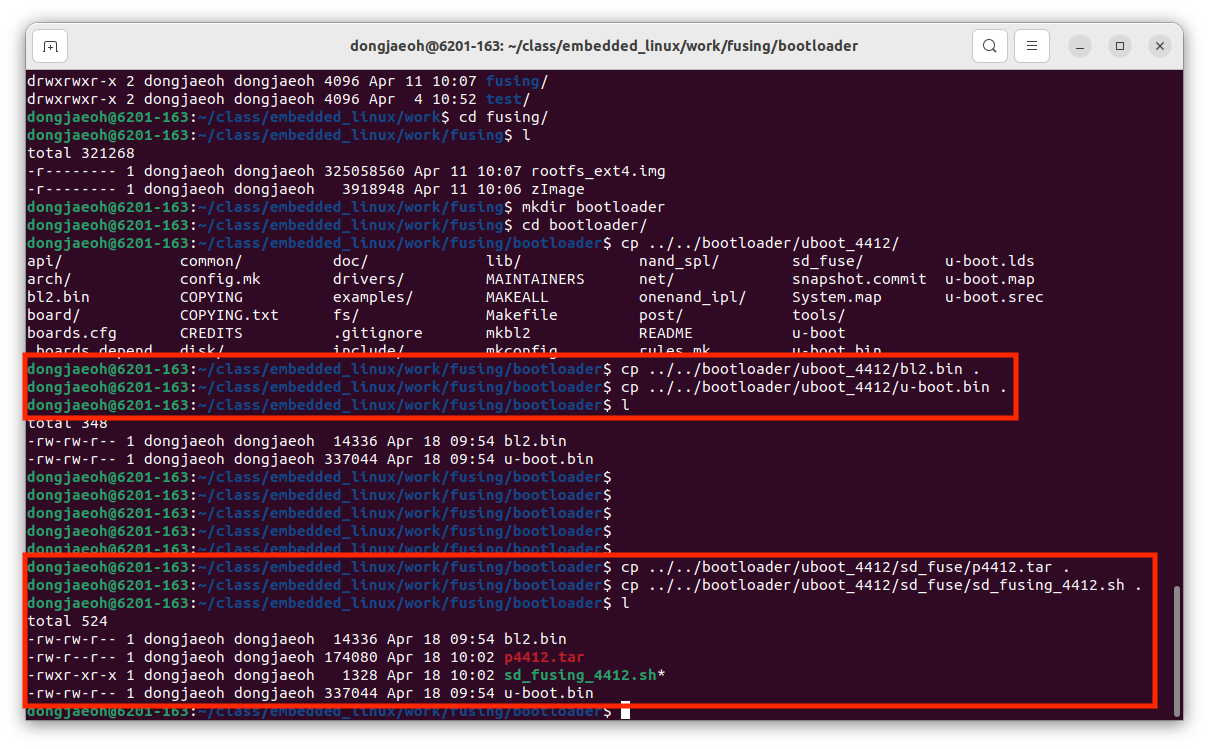 dongjaeoh@6201-163: ~/class/embedded_linux/work/fusing/bootloader
drwxrwxr-x 2 dongjaeoh dongjaeoh 4096 Apr 11 10:07 fusing/
drwxrwxr-x 2 dongjaeoh dongjaeoh 4096 Apr  4 10:52 test/
dongjaeoh@6201-163:~/class/embedded_linux/work$ cd fusing/
dongjaeoh@6201-163:~/class/embedded_linux/work/fusing$ l
total 321268
-r-------- 1 dongjaeoh dongjaeoh 325058560 Apr 11 10:07 rootfs_ext4.img
-r-------- 1 dongjaeoh dongjaeoh   3918948 Apr 11 10:06 zImage
dongjaeoh@6201-163:~/class/embedded_linux/work/fusing$ mkdir bootloader
dongjaeoh@6201-163:~/class/embedded_linux/work/fusing$ cd bootloader/
dongjaeoh@6201-163:~/class/embedded_linux/work/fusing/bootloader$ cp ../../bootloader/uboot_4412/
api/             common/          doc/             lib/             nand_spl/        sd_fuse/         u-boot.lds
arch/            config.mk        drivers/         MAINTAINERS      net/             snapshot.commit  u-boot.map
bl2.bin          COPYING          examples/        MAKEALL          onenand_ipl/     System.map       u-boot.srec
board/           COPYING.txt      fs/              Makefile         post/            tools/
boards.cfg       CREDITS          .gitignore       mkbl2            README           u-boot
.boards.depend   disk/            include/         mkconfig         rules.mk         u-boot.bin
dongjaeoh@6201-163:~/class/embedded_linux/work/fusing/bootloader$ cp ../../bootloader/uboot_4412/bl2.bin .
dongjaeoh@6201-163:~/class/embedded_linux/work/fusing/bootloader$ cp ../../bootloader/uboot_4412/u-boot.bin .
dongjaeoh@6201-163:~/class/embedded_linux/work/fusing/bootloader$ l
total 348
-rw-rw-r-- 1 dongjaeoh dongjaeoh  14336 Apr 18 09:54 bl2.bin
-rw-rw-r-- 1 dongjaeoh dongjaeoh 337044 Apr 18 09:54 u-boot.bin
dongjaeoh@6201-163:~/class/embedded_linux/work/fusing/bootloader$
dongjaeoh@6201-163:~/class/embedded_linux/work/fusing/bootloader$
dongjaeoh@6201-163:~/class/embedded_linux/work/fusing/bootloader$
dongjaeoh@6201-163:~/class/embedded_linux/work/fusing/bootloader$
dongjaeoh@6201-163:~/class/embedded_linux/work/fusing/bootloader$
dongjaeoh@6201-163:~/class/embedded_linux/work/fusing/bootloader$ cp ../../bootloader/uboot_4412/sd_fuse/p4412.tar .
dongjaeoh@6201-163:~/class/embedded_linux/work/fusing/bootloader$ cp ../../bootloader/uboot_4412/sd_fuse/sd_fusing_4412.sh .
dongjaeoh@6201-163:~/class/embedded_linux/work/fusing/bootloader$ l
total 524
-rw-rw-r-- 1 dongjaeoh dongjaeoh  14336 Apr 18 09:54 bl2.bin
-rw-r--r-- 1 dongjaeoh dongjaeoh 174080 Apr 18 10:02 p4412.tar
-rwxr-xr-x 1 dongjaeoh dongjaeoh   1328 Apr 18 10:02 sd_fusing_4412.sh*
-rw-rw-r-- 1 dongjaeoh dongjaeoh 337044 Apr 18 09:54 u-boot.bin
dongjaeoh@6201-163:~/class/embedded_linux/work/fusing/bootloader$